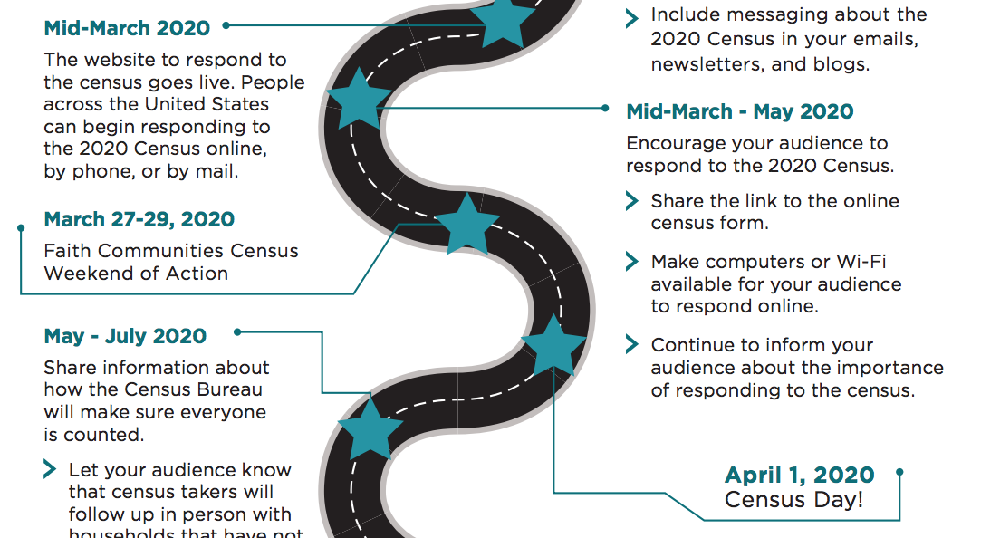 Mid-March 2020
The website to respond to
the census goes live. People
across the United States
can begin responding to
the 2020 Census online,
by phone, or by mail.
March 27-29, 2020
Faith Communities Census
Weekend of Action
May - July 2020
Share information about
how the Census Bureau
will make sure everyone
is counted.
Let your audience know
that census takers will
follow up in person with
households that have not
Include messaging about the
2020 Census in your emails,
newsletters, and blogs.
Mid-March - May 2020
Encourage your audience to
respond to the 2020 Census.
Share the link to the online
census form.
Make computers or Wi-Fi
available for your audience
to respond online.
Continue to inform your
audience about the importance
of responding to the census.
April 1, 2020
Census Day!